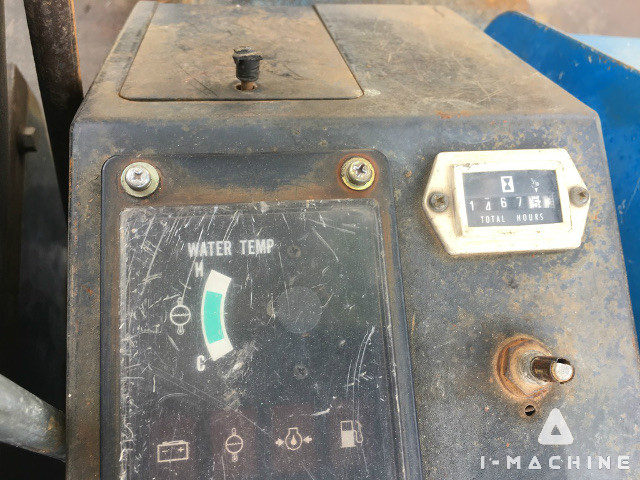 WATER TEMP
H
C
TOTAL HOURS
I-MACHINE